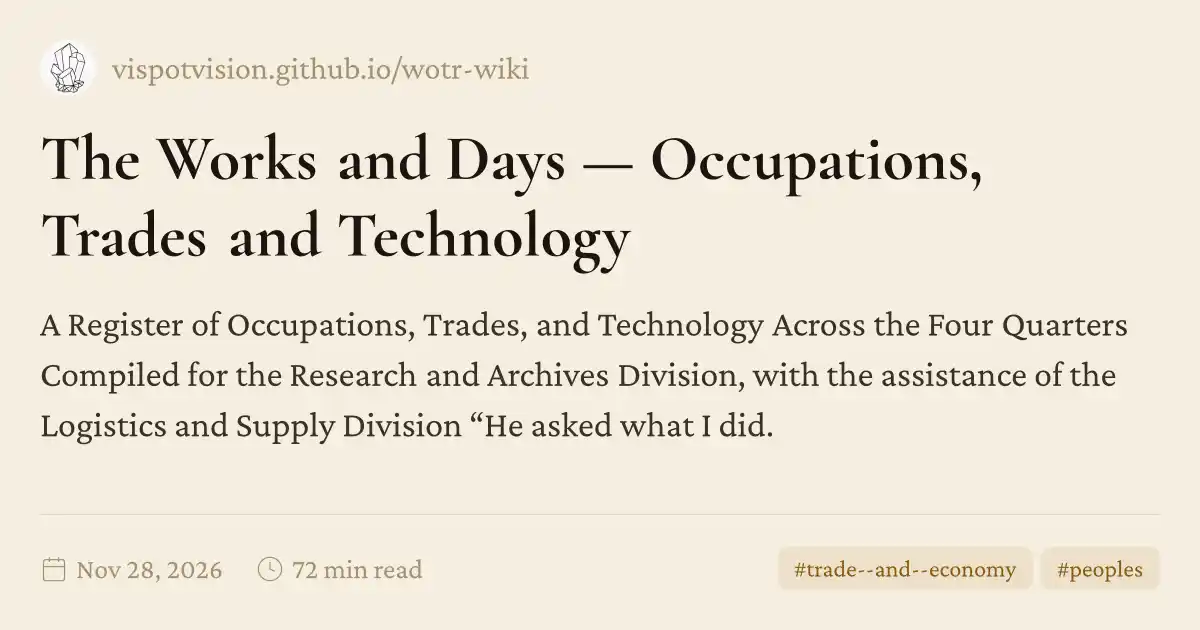 vispotvision.github.io/wotr-wiki
The Works and Days — Occupations,
Trades and Technology
A Register of Occupations, Trades, and Technology Across the Four Quarters
Compiled for the Research and Archives Division, with the assistance of the
Logistics and Supply Division “He asked what I did.
Nov 28, 2026 72 min read #trade--and--economy #peoples